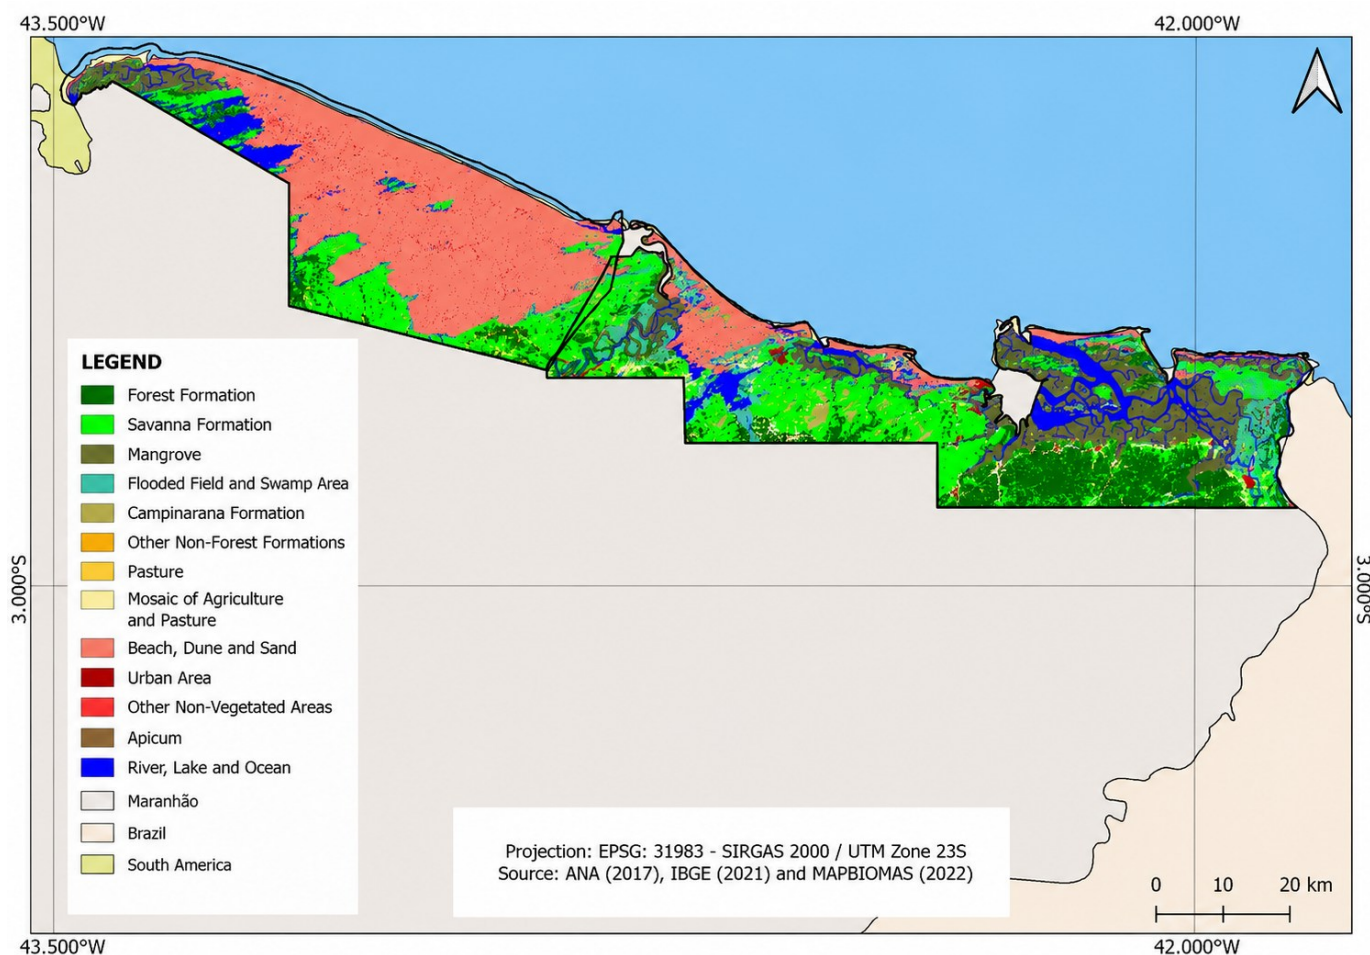 43.500°W
42.000°W
3.000°S
3.000°S
LEGEND
Forest Formation
Savanna Formation
Mangrove
Flooded Field and Swamp Area
Campinarana Formation
Other Non-Forest Formations
Pasture
Mosaic of Agriculture
and Pasture
Beach, Dune and Sand
Urban Area
Other Non-Vegetated Areas
Apicum
River, Lake and Ocean
Maranhão
Brazil
South America
Projection: EPSG: 31983 - SIRGAS 2000 / UTM Zone 23S
Source: ANA (2017), IBGE (2021) and MAPBIOMAS (2022)
0 10 20 km
43.500°W
42.000°W